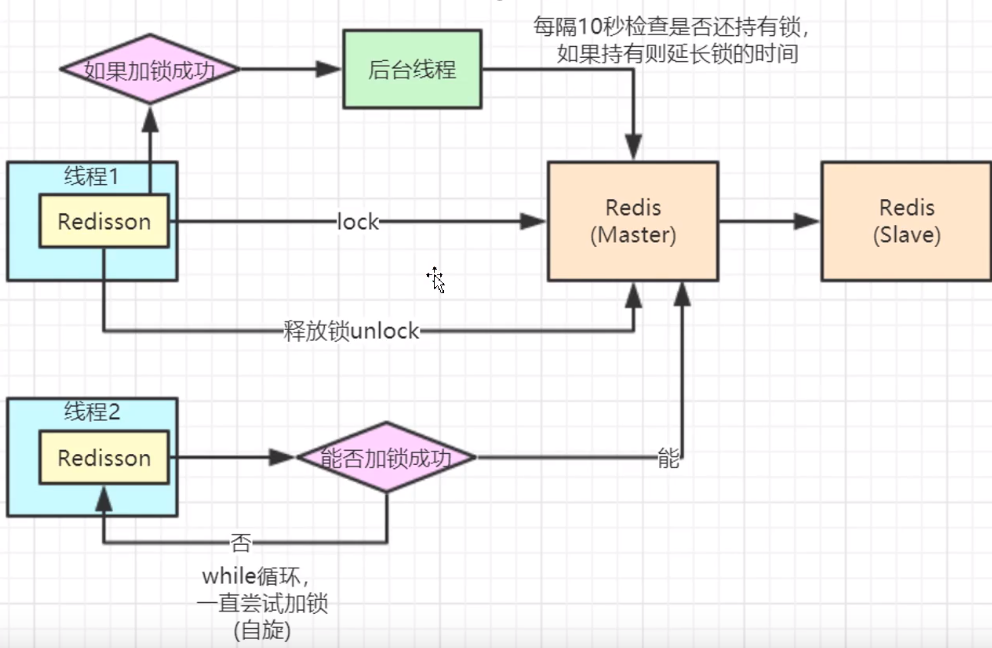 每隔10秒检查是否还持有锁，
如果持有则延长锁的时间
如果加锁成功
后台线程
线程1
Redisson
lock
Redis
(Master)
Redis
(Slave)
释放锁unlock
线程2
Redisson
能否加锁成功
能
否
while循环，
一直尝试加锁
(自旋)